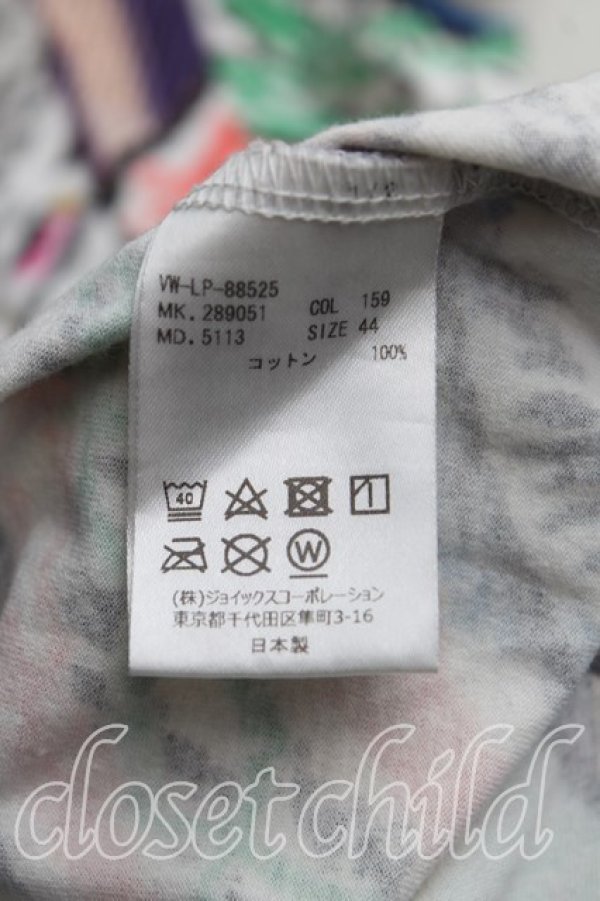 VW-LP-88525
MK. 289051 COL 159
MD. 5113 SIZE 44
コットン 100%
40
W
(株)ジョイックスコーポレーション
東京都千代田区隼町3-16
日本製
closet child